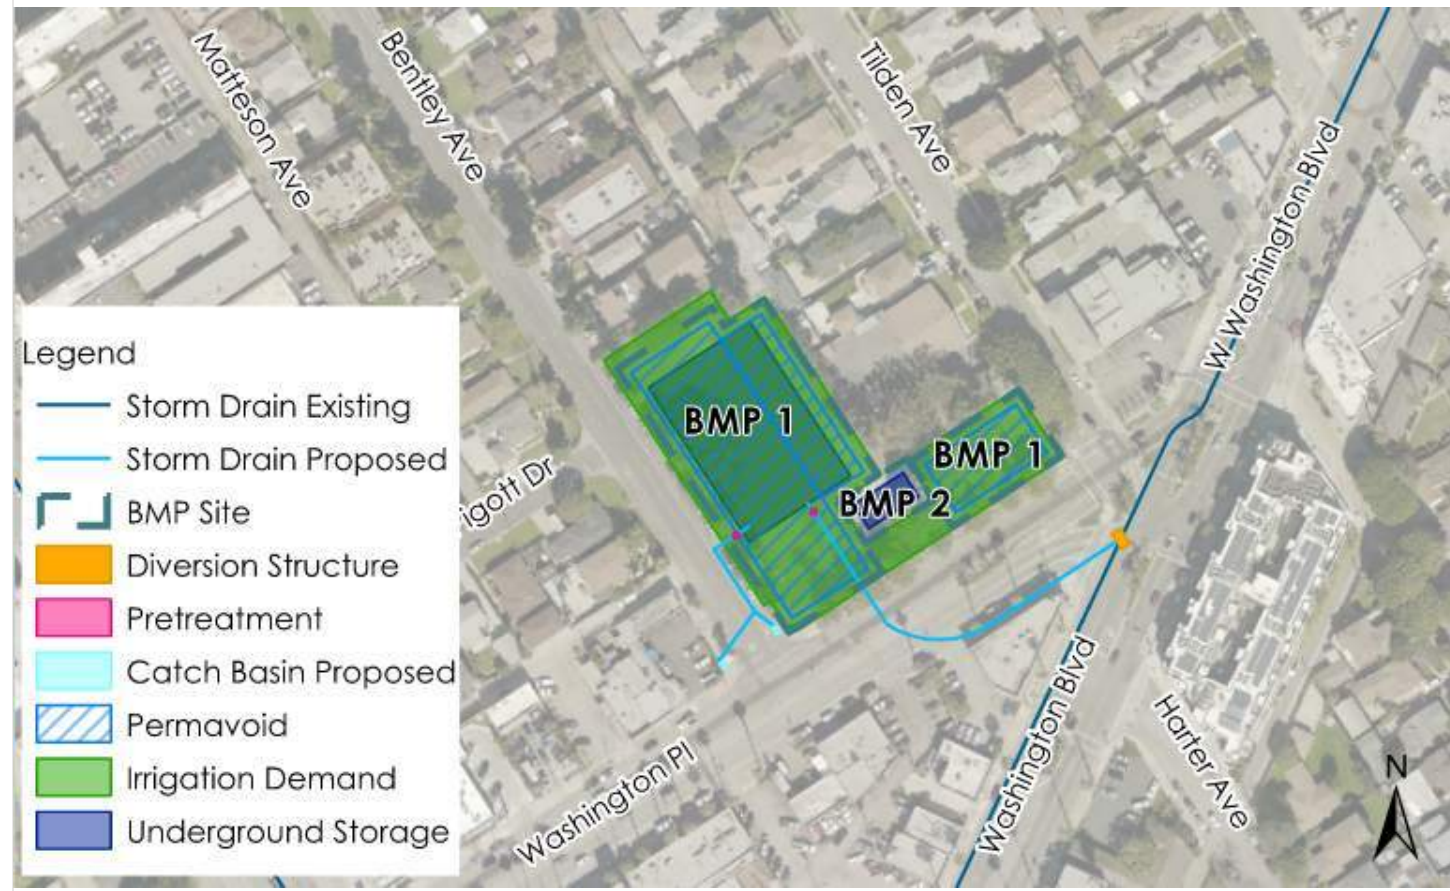 Matteson Ave
Bentley Ave
Tilden Ave
W Washington Blvd
Legend
Storm Drain Existing
Storm Drain Proposed
BMP Site
Diversion Structure
Pretreatment
Catch Basin Proposed
Permavoid
Irrigation Demand
Underground Storage
BMP 1
BMP 1
BMP 2
igott Dr
Washington Pl
Washington Blvd
Harter Ave
N